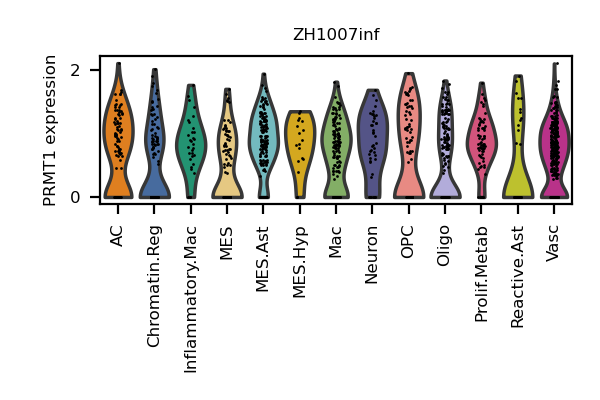 ZH1007inf
PRMT1 expression
2
0
AC
Chromatin.Reg
Inflammatory.Mac
MES
MES.Ast
MES.Hyp
Mac
Neuron
OPC
Oligo
Prolif.Metab
Reactive.Ast
Vasc